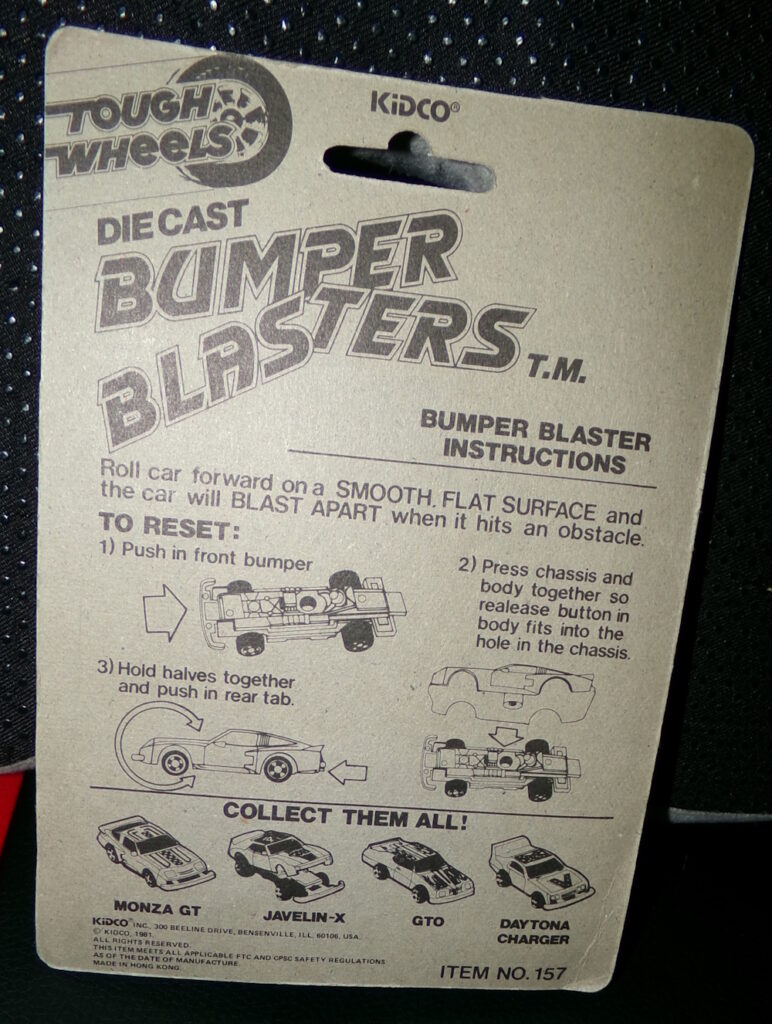 TOUGH
WHEELS
KiDCO®
DIE CAST
BUMPER
BLASTERS T.M.
BUMPER BLASTER
INSTRUCTIONS
Roll car forward on a SMOOTH, FLAT SURFACE and
the car will BLAST APART when it hits an obstacle.
TO RESET:
1) Push in front bumper
2) Press chassis and
body together so
realease button in
body fits into the
hole in the chassis.
3) Hold halves together
and push in rear tab.
COLLECT THEM ALL!
MONZA GT
JAVELIN-X
GTO
DAYTONA
CHARGER
KiDCO® INC., 300 BEELINE DRIVE, BENSENVILLE, ILL. 60106, USA.
© KIDCO, 1981.
ALL RIGHTS RESERVED.
THIS ITEM MEETS ALL APPLICABLE FTC AND CPSC SAFETY REGULATIONS
AS OF THE DATE OF MANUFACTURE.
MADE IN HONG KONG.
ITEM NO. 157